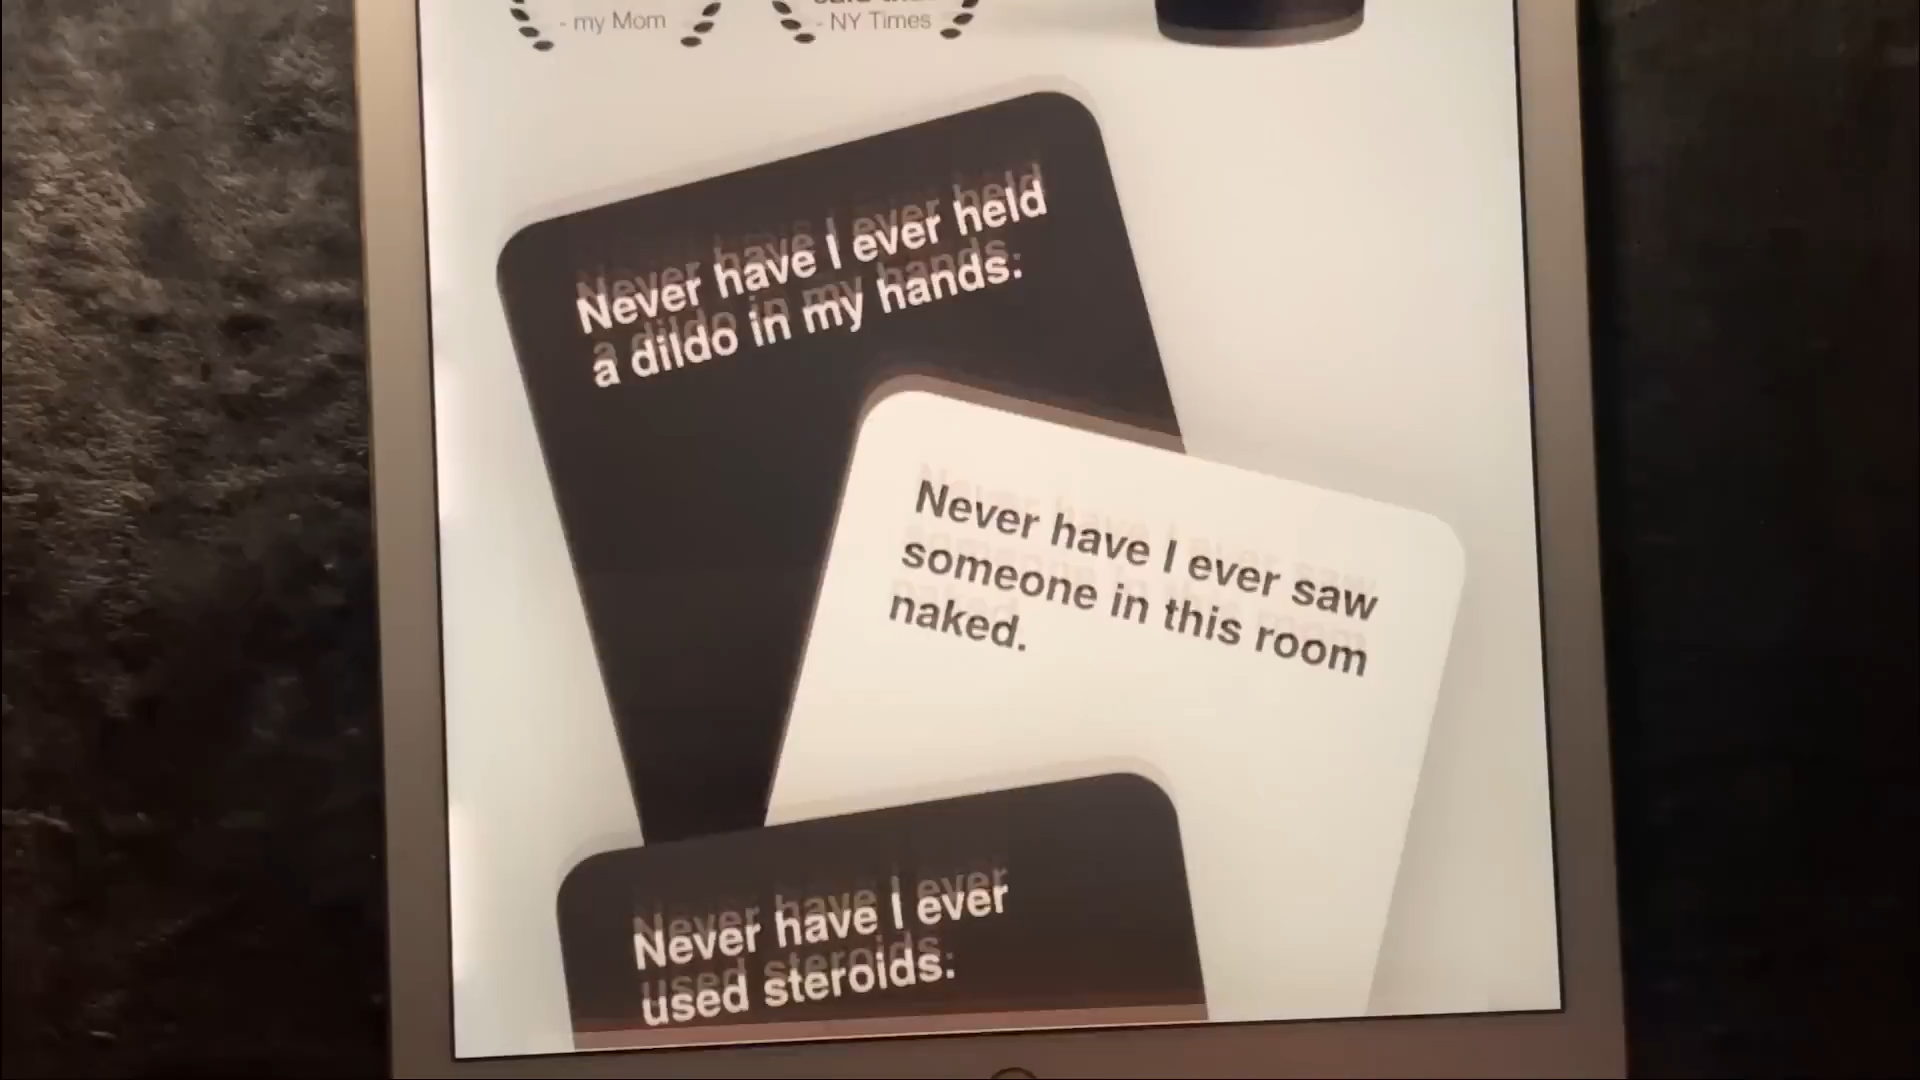 - my Mom
- NY Times
Never have I ever held
a dildo in my hands.
Never have I ever saw
someone in this room
naked.
Never have I ever
used steroids.